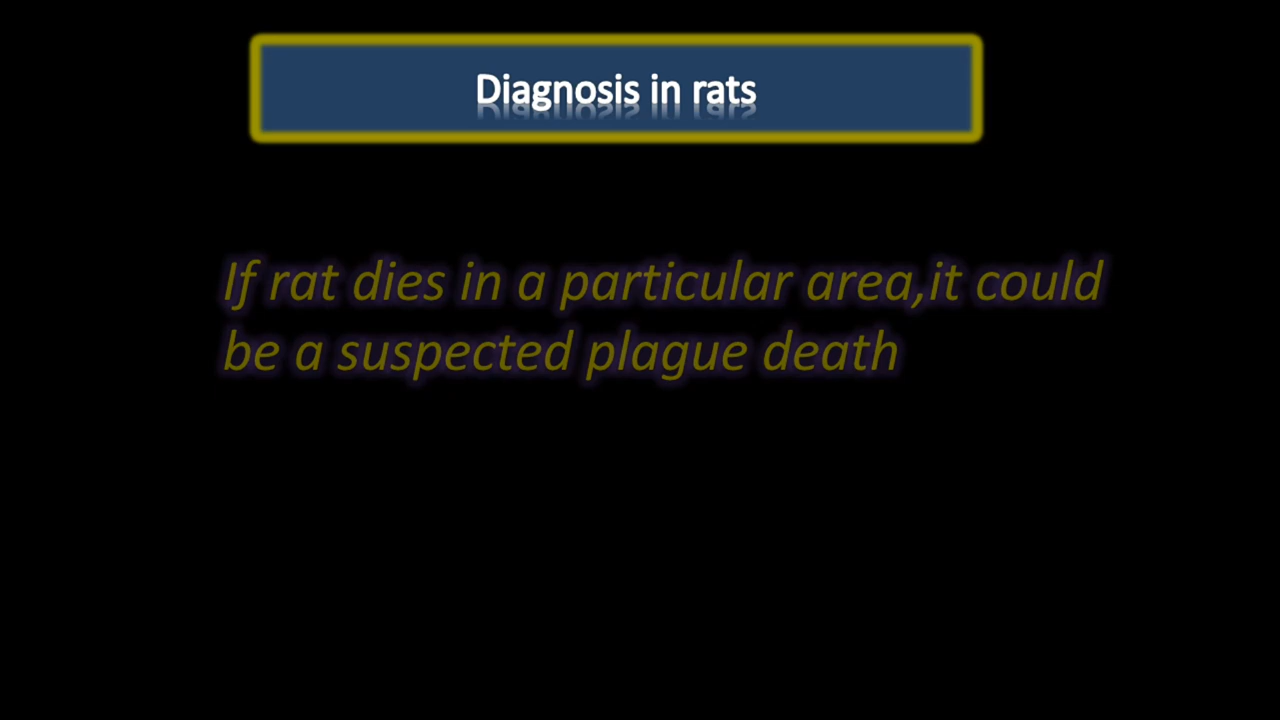 Diagnosis in rats
If rat dies in a particular area,it could
be a suspected plague death